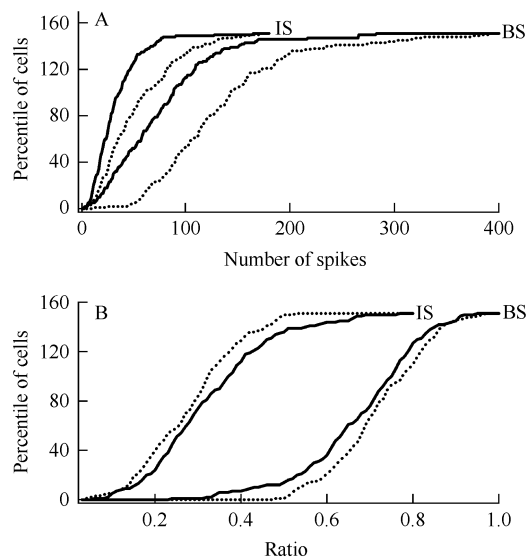 A
IS
BS
160
120
80
40
0
Percentile of cells
0 100 200 300 400
Number of spikes
B
IS
BS
160
120
80
40
0
Percentile of cells
0.2 0.4 0.6 0.8 1.0
Ratio